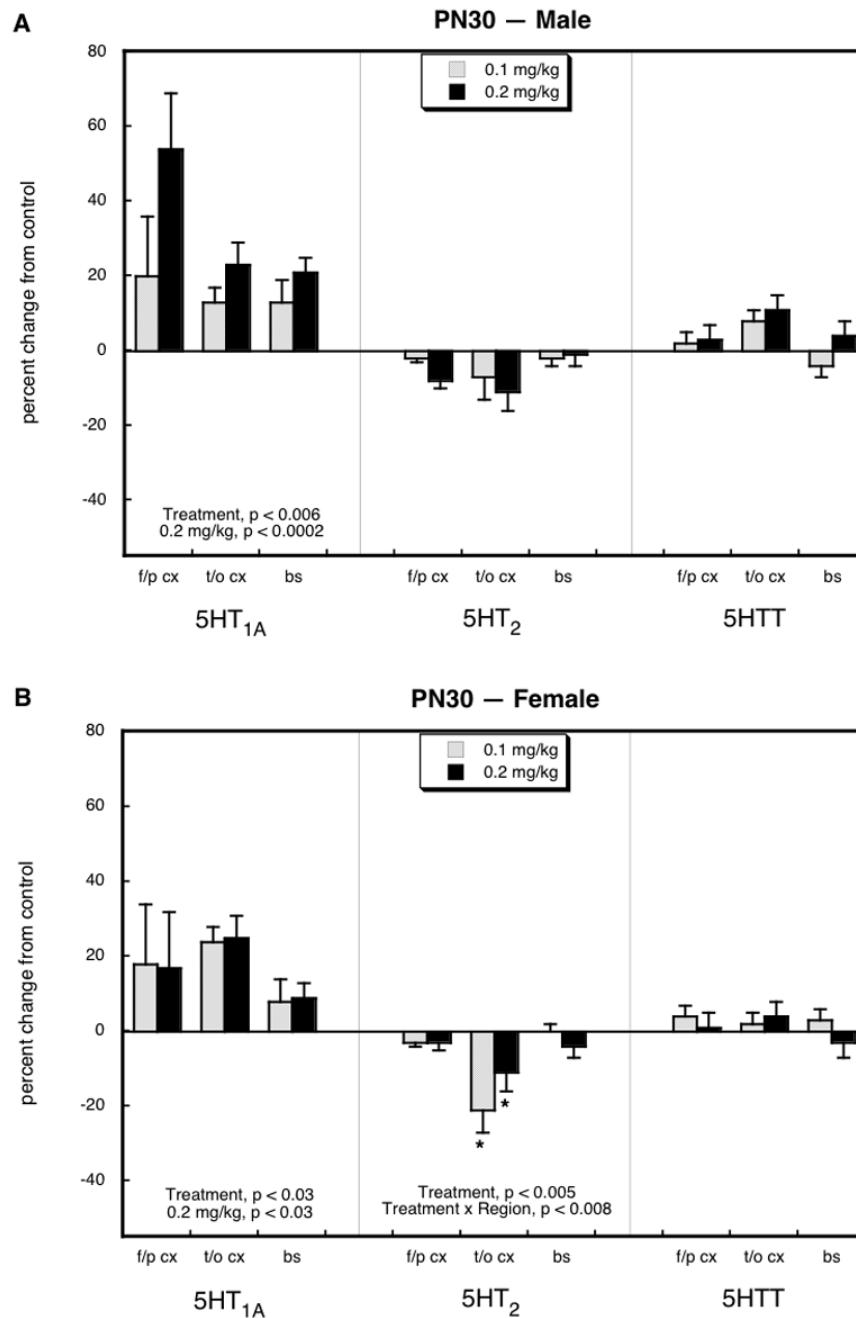 A
PN30 — Male
80
60
40
20
0
-20
-40
percent change from control
0.1 mg/kg
0.2 mg/kg
Treatment, p < 0.006
0.2 mg/kg, p < 0.0002
f/p cx t/o cx bs f/p cx t/o cx bs f/p cx t/o cx bs
5HT1A 5HT2 5HTT
B
PN30 — Female
80
60
40
20
0
-20
-40
percent change from control
0.1 mg/kg
0.2 mg/kg
*
*
Treatment, p < 0.03
0.2 mg/kg, p < 0.03
Treatment, p < 0.005
Treatment x Region, p < 0.008
f/p cx t/o cx bs f/p cx t/o cx bs f/p cx t/o cx bs
5HT1A 5HT2 5HTT